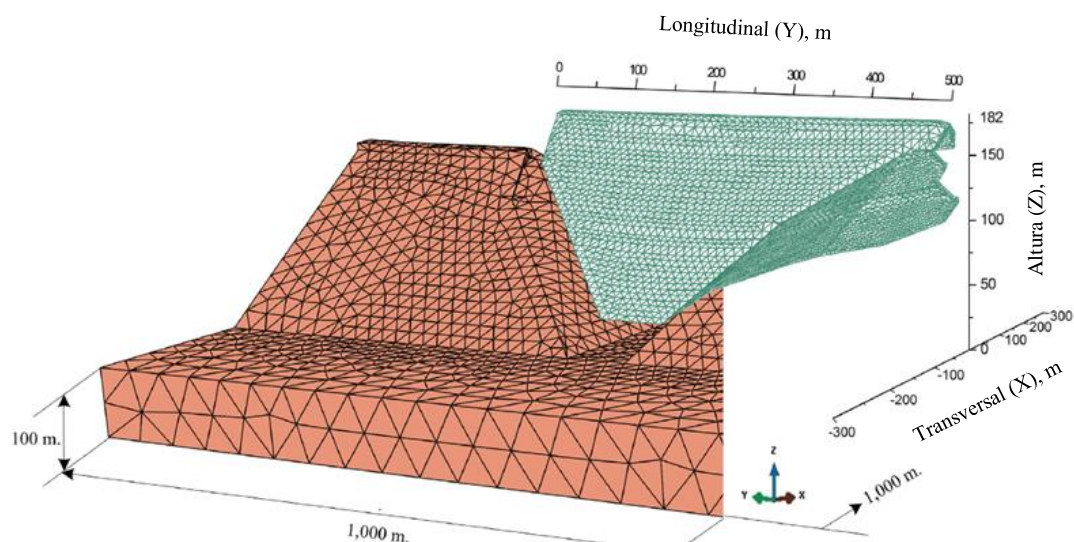 Longitudinal (Y), m
0 100 200 300 400 500
182
150
100
50
0
Altura (Z), m
300
200
100
0
-100
-200
-300
Transversal (X), m
100 m.
1,000 m.
1,000 m.
Z
Y
X